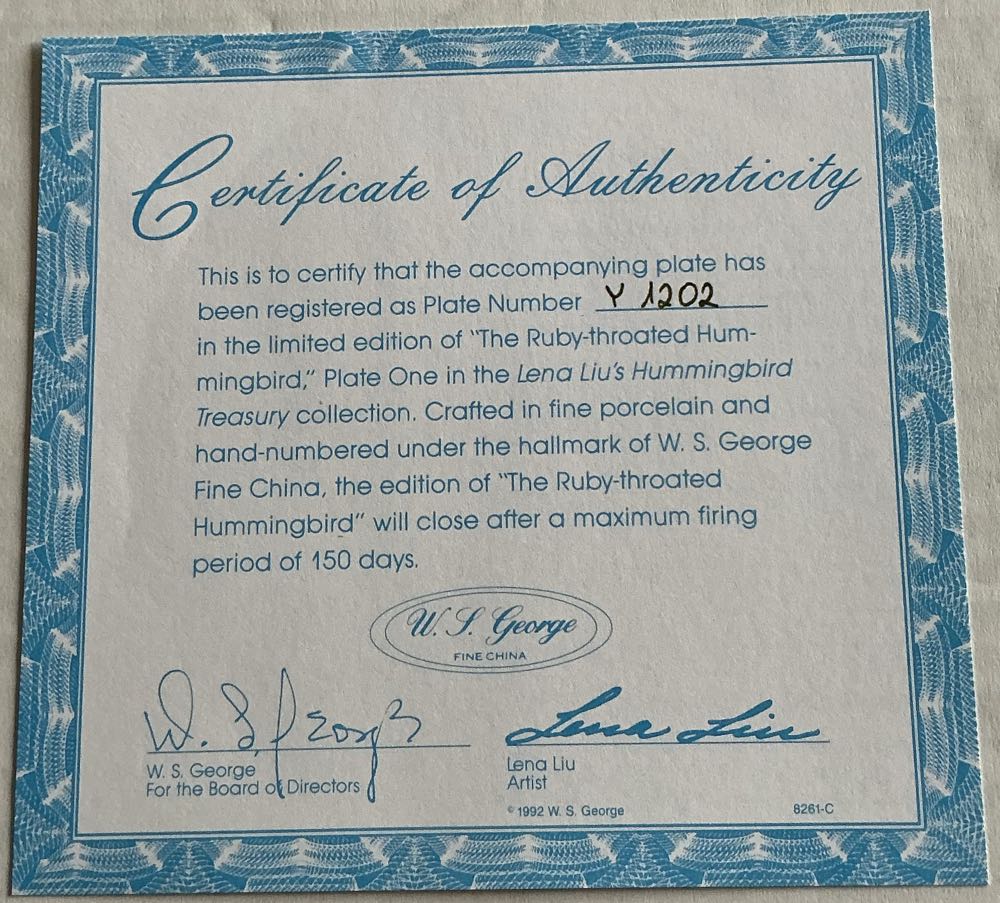 Certificate of Authenticity
This is to certify that the accompanying plate has
been registered as Plate Number Y 1202
in the limited edition of "The Ruby-throated Hum-
mingbird," Plate One in the Lena Liu's Hummingbird
Treasury collection. Crafted in fine porcelain and
hand-numbered under the hallmark of W. S. George
Fine China, the edition of "The Ruby-throated
Hummingbird" will close after a maximum firing
period of 150 days.
W. S. George
FINE CHINA
W. S. George
Lena Liu
W. S. George
For the Board of Directors
Lena Liu
Artist
© 1992 W. S. George
8261-C